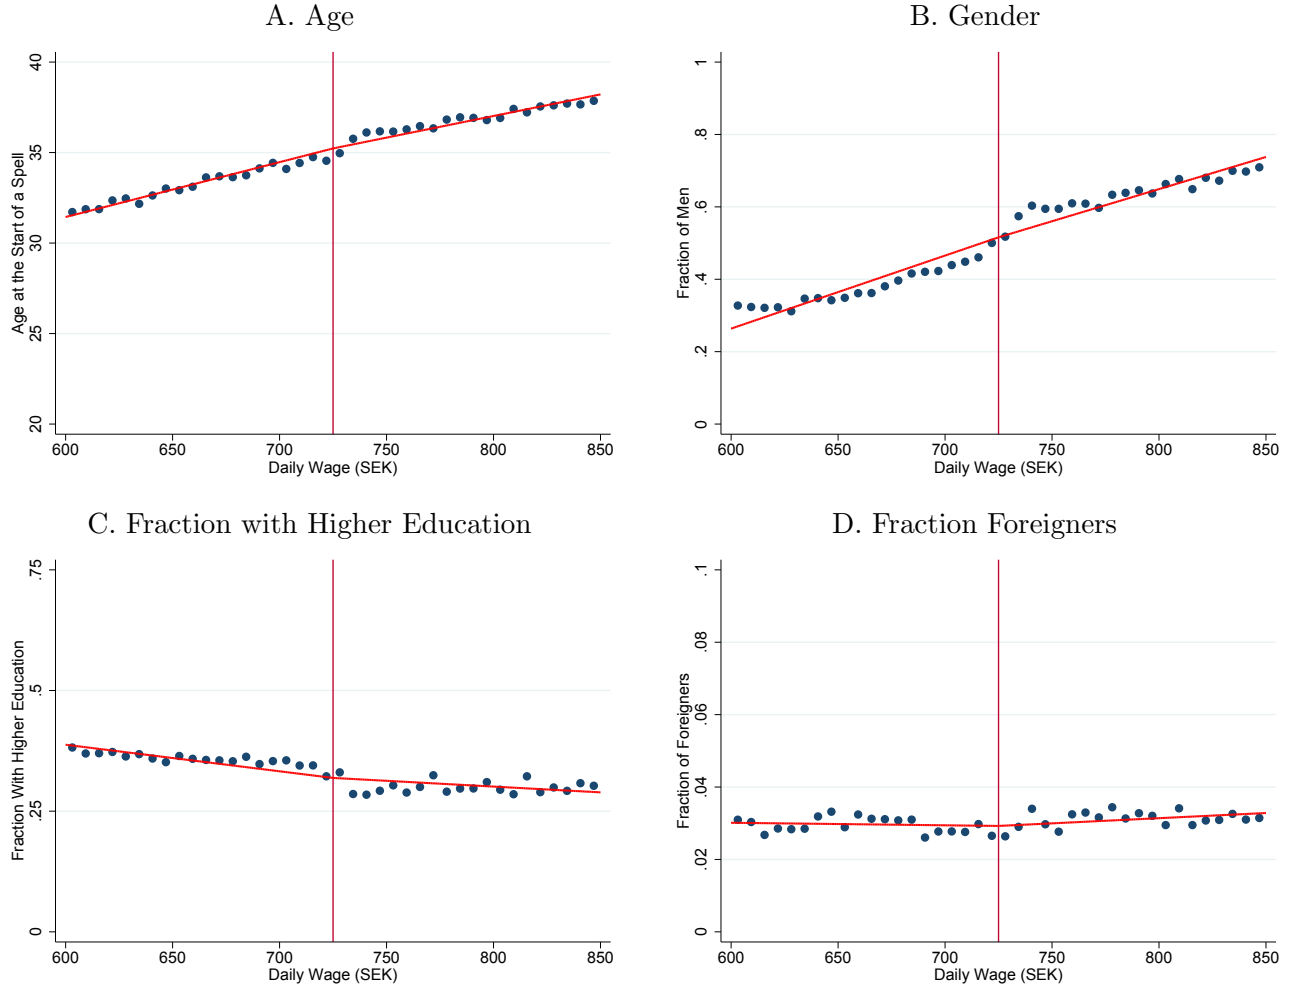 A. Age
Age at the Start of a Spell
40
35
30
25
20
600 650 700 750 800 850
Daily Wage (SEK)
B. Gender
Fraction of Men
1
.8
.6
.4
.2
0
600 650 700 750 800 850
Daily Wage (SEK)
C. Fraction with Higher Education
Fraction With Higher Education
.75
.5
.25
0
600 650 700 750 800 850
Daily Wage (SEK)
D. Fraction Foreigners
Fraction of Foreigners
.1
.08
.06
.04
.02
0
600 650 700 750 800 850
Daily Wage (SEK)